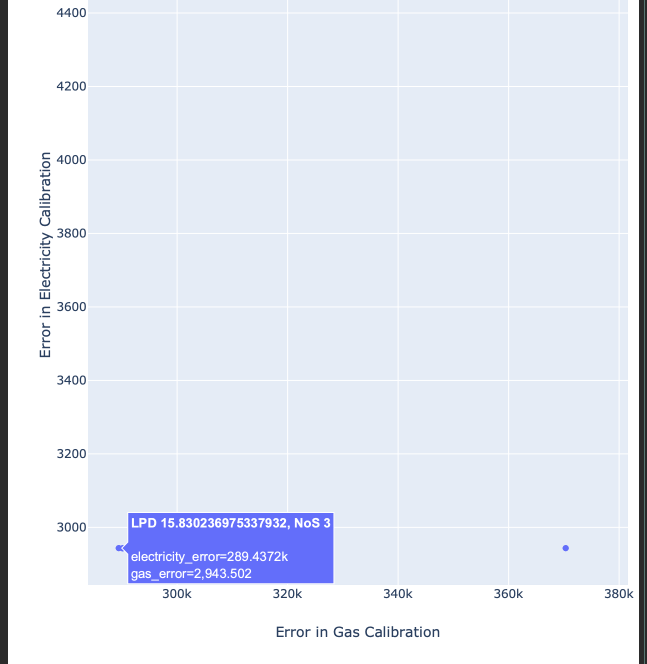 4400
4200
4000
3800
3600
3400
3200
3000
Error in Electricity Calibration
LPD 15.830236975337932, NoS 3
electricity_error=289.4372k
gas_error=2,943.502
300k 320k 340k 360k 380k
Error in Gas Calibration